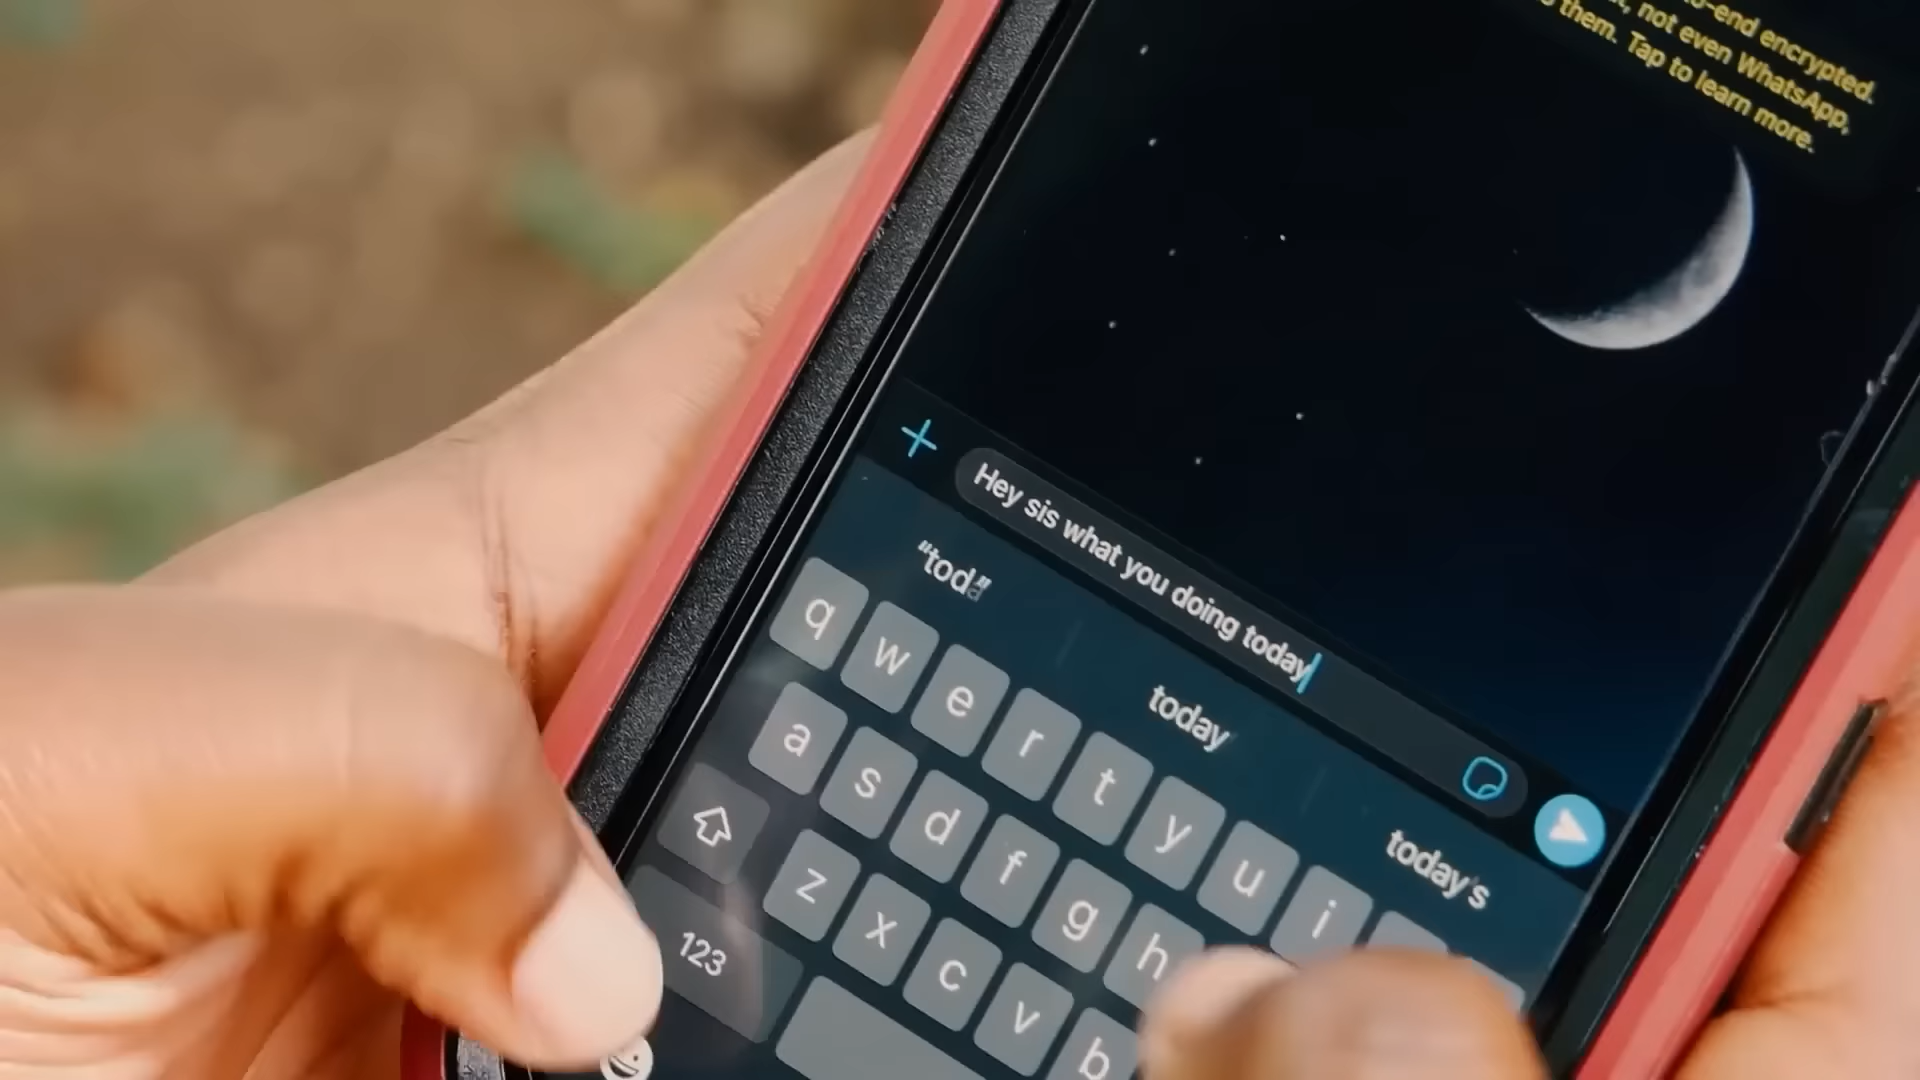 -end encrypted.
not even WhatsApp,
them. Tap to learn more.
Hey sis what you doing today
"tod" today today's
q w e r t y u i
a s d f g h
z x c v b
123